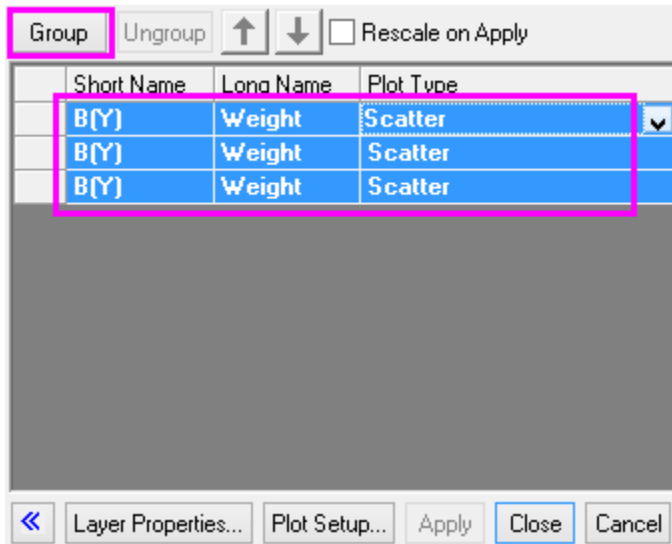 Group Ungroup Rescale on Apply
Short Name Long Name Plot Type
B(Y) Weight Scatter
B(Y) Weight Scatter
B(Y) Weight Scatter
Layer Properties... Plot Setup... Apply Close Cancel